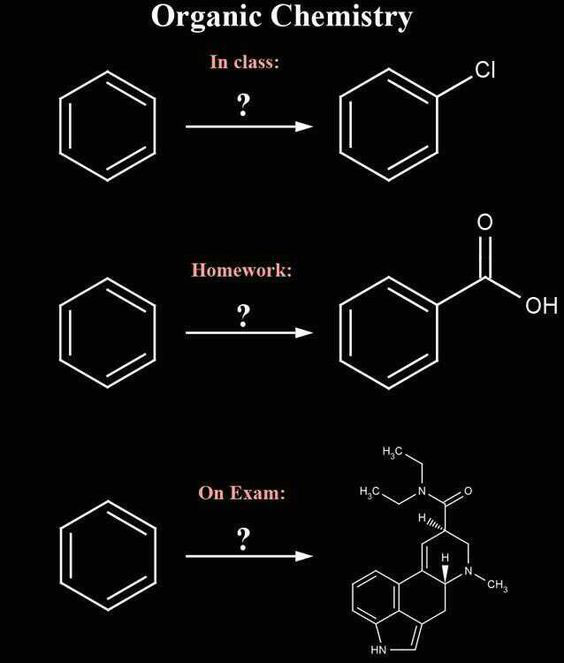 Organic Chemistry
In class:
?
Cl
Homework:
?
O
OH
On Exam:
?
H₃C
H₃C
N
O
H
H
N
CH₃
HN